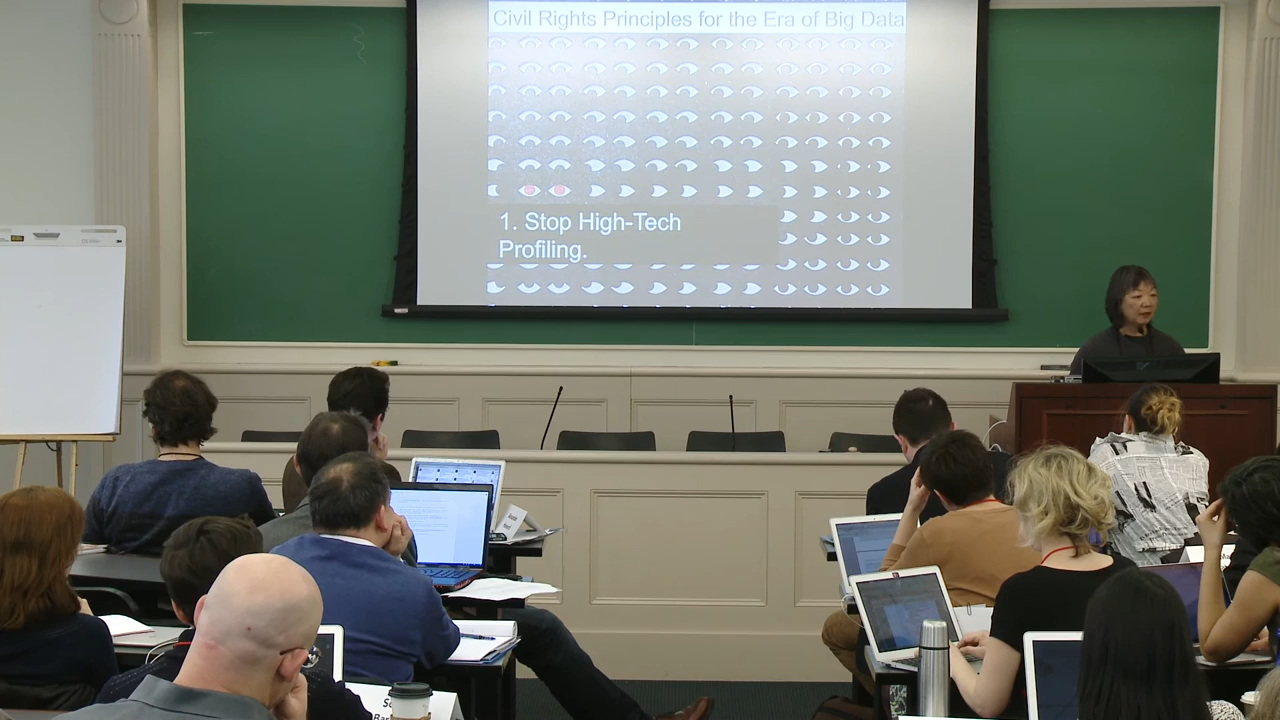 Civil Rights Principles for the Era of Big Data
1. Stop High-Tech
Profiling.